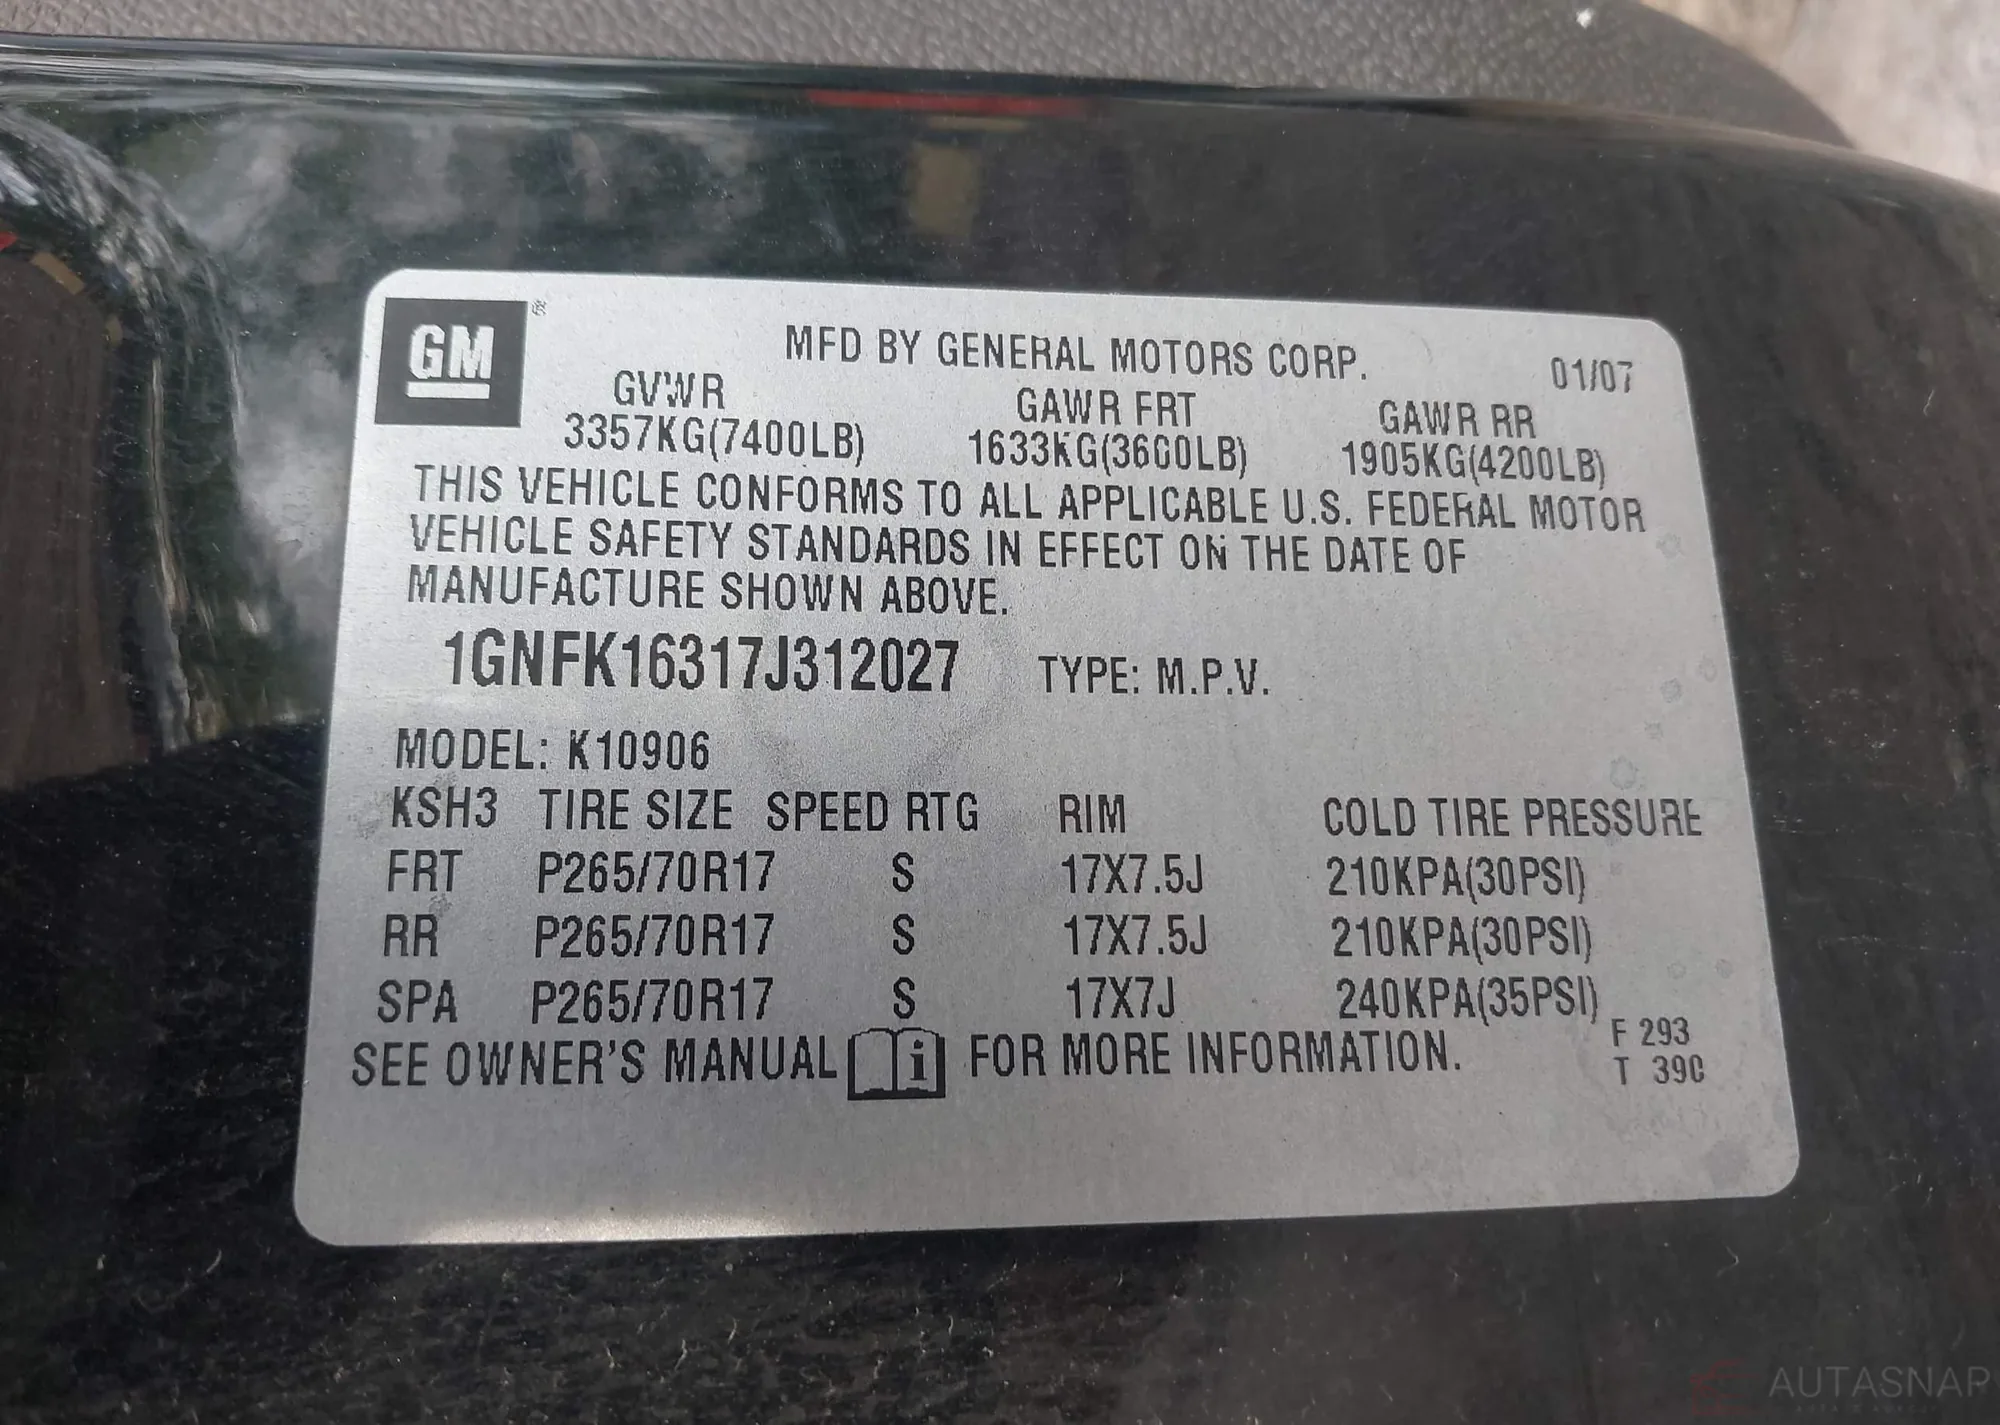 GM ®
MFD BY GENERAL MOTORS CORP. 01/07
GVWR GAWR FRT GAWR RR
3357KG(7400LB) 1633KG(3600LB) 1905KG(4200LB)
THIS VEHICLE CONFORMS TO ALL APPLICABLE U.S. FEDERAL MOTOR
VEHICLE SAFETY STANDARDS IN EFFECT ON THE DATE OF
MANUFACTURE SHOWN ABOVE.
1GNFK16317J312027 TYPE: M.P.V.
MODEL: K10906
KSH3 TIRE SIZE SPEED RTG RIM COLD TIRE PRESSURE
FRT P265/70R17 S 17X7.5J 210KPA(30PSI)
RR P265/70R17 S 17X7.5J 210KPA(30PSI)
SPA P265/70R17 S 17X7J 240KPA(35PSI)
F 293
SEE OWNER'S MANUAL i FOR MORE INFORMATION.
T 390
AUTASNAP